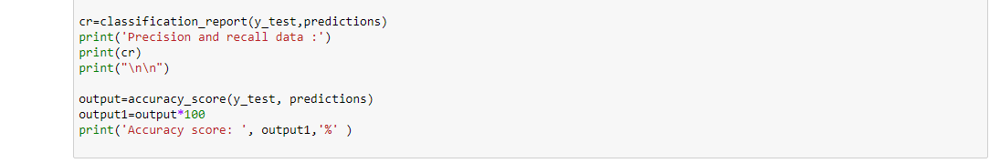 cr=classification_report(y_test,predictions)
print('Precision and recall data :')
print(cr)
print("\n\n")
output=accuracy_score(y_test, predictions)
output1=output*100
print('Accuracy score: ', output1,'%' )